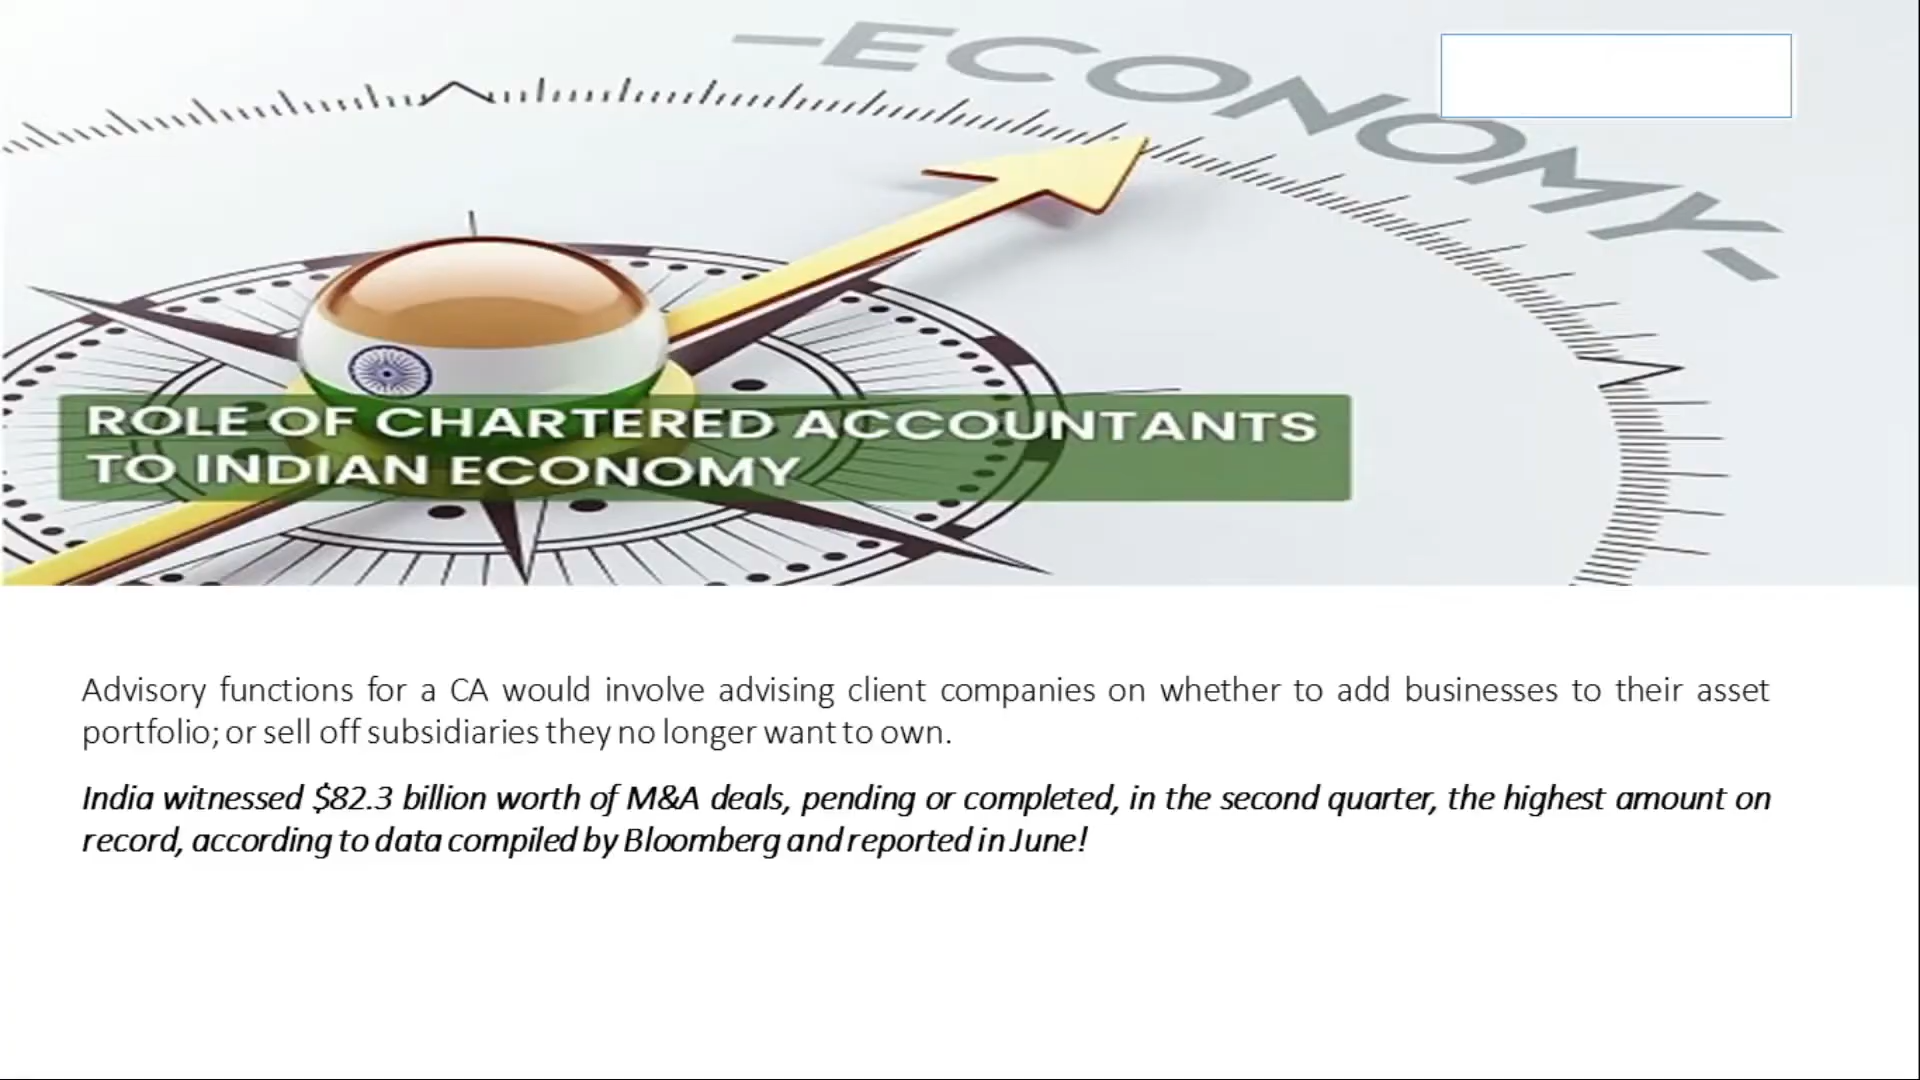 -ECONOMY-
ROLE OF CHARTERED ACCOUNTANTS
TO INDIAN ECONOMY
Advisory functions for a CA would involve advising client companies on whether to add businesses to their asset
portfolio; or sell off subsidiaries they no longer want to own.
India witnessed $82.3 billion worth of M&A deals, pending or completed, in the second quarter, the highest amount on
record, according to data compiled by Bloomberg and reported in June!